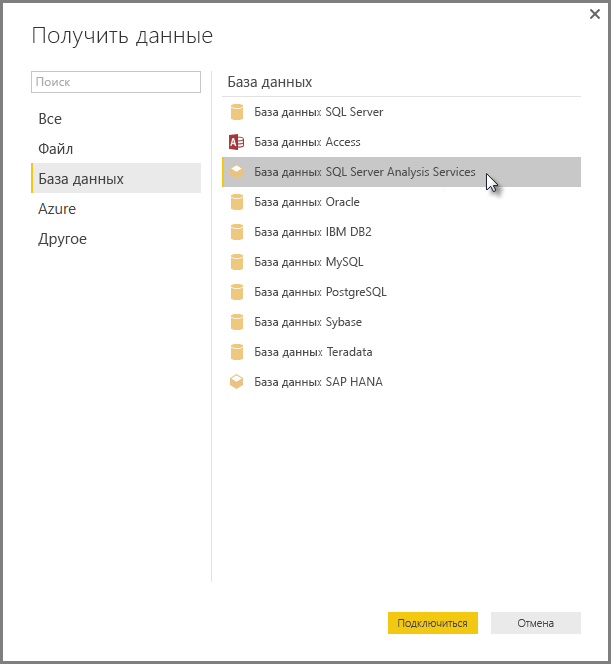 Получить данные
Поиск
Все
Файл
База данных
Azure
Другое
База данных
База данных SQL Server
База данных Access
База данных SQL Server Analysis Services
База данных Oracle
База данных IBM DB2
База данных MySQL
База данных PostgreSQL
База данных Sybase
База данных Teradata
База данных SAP HANA
Подключиться
Отмена